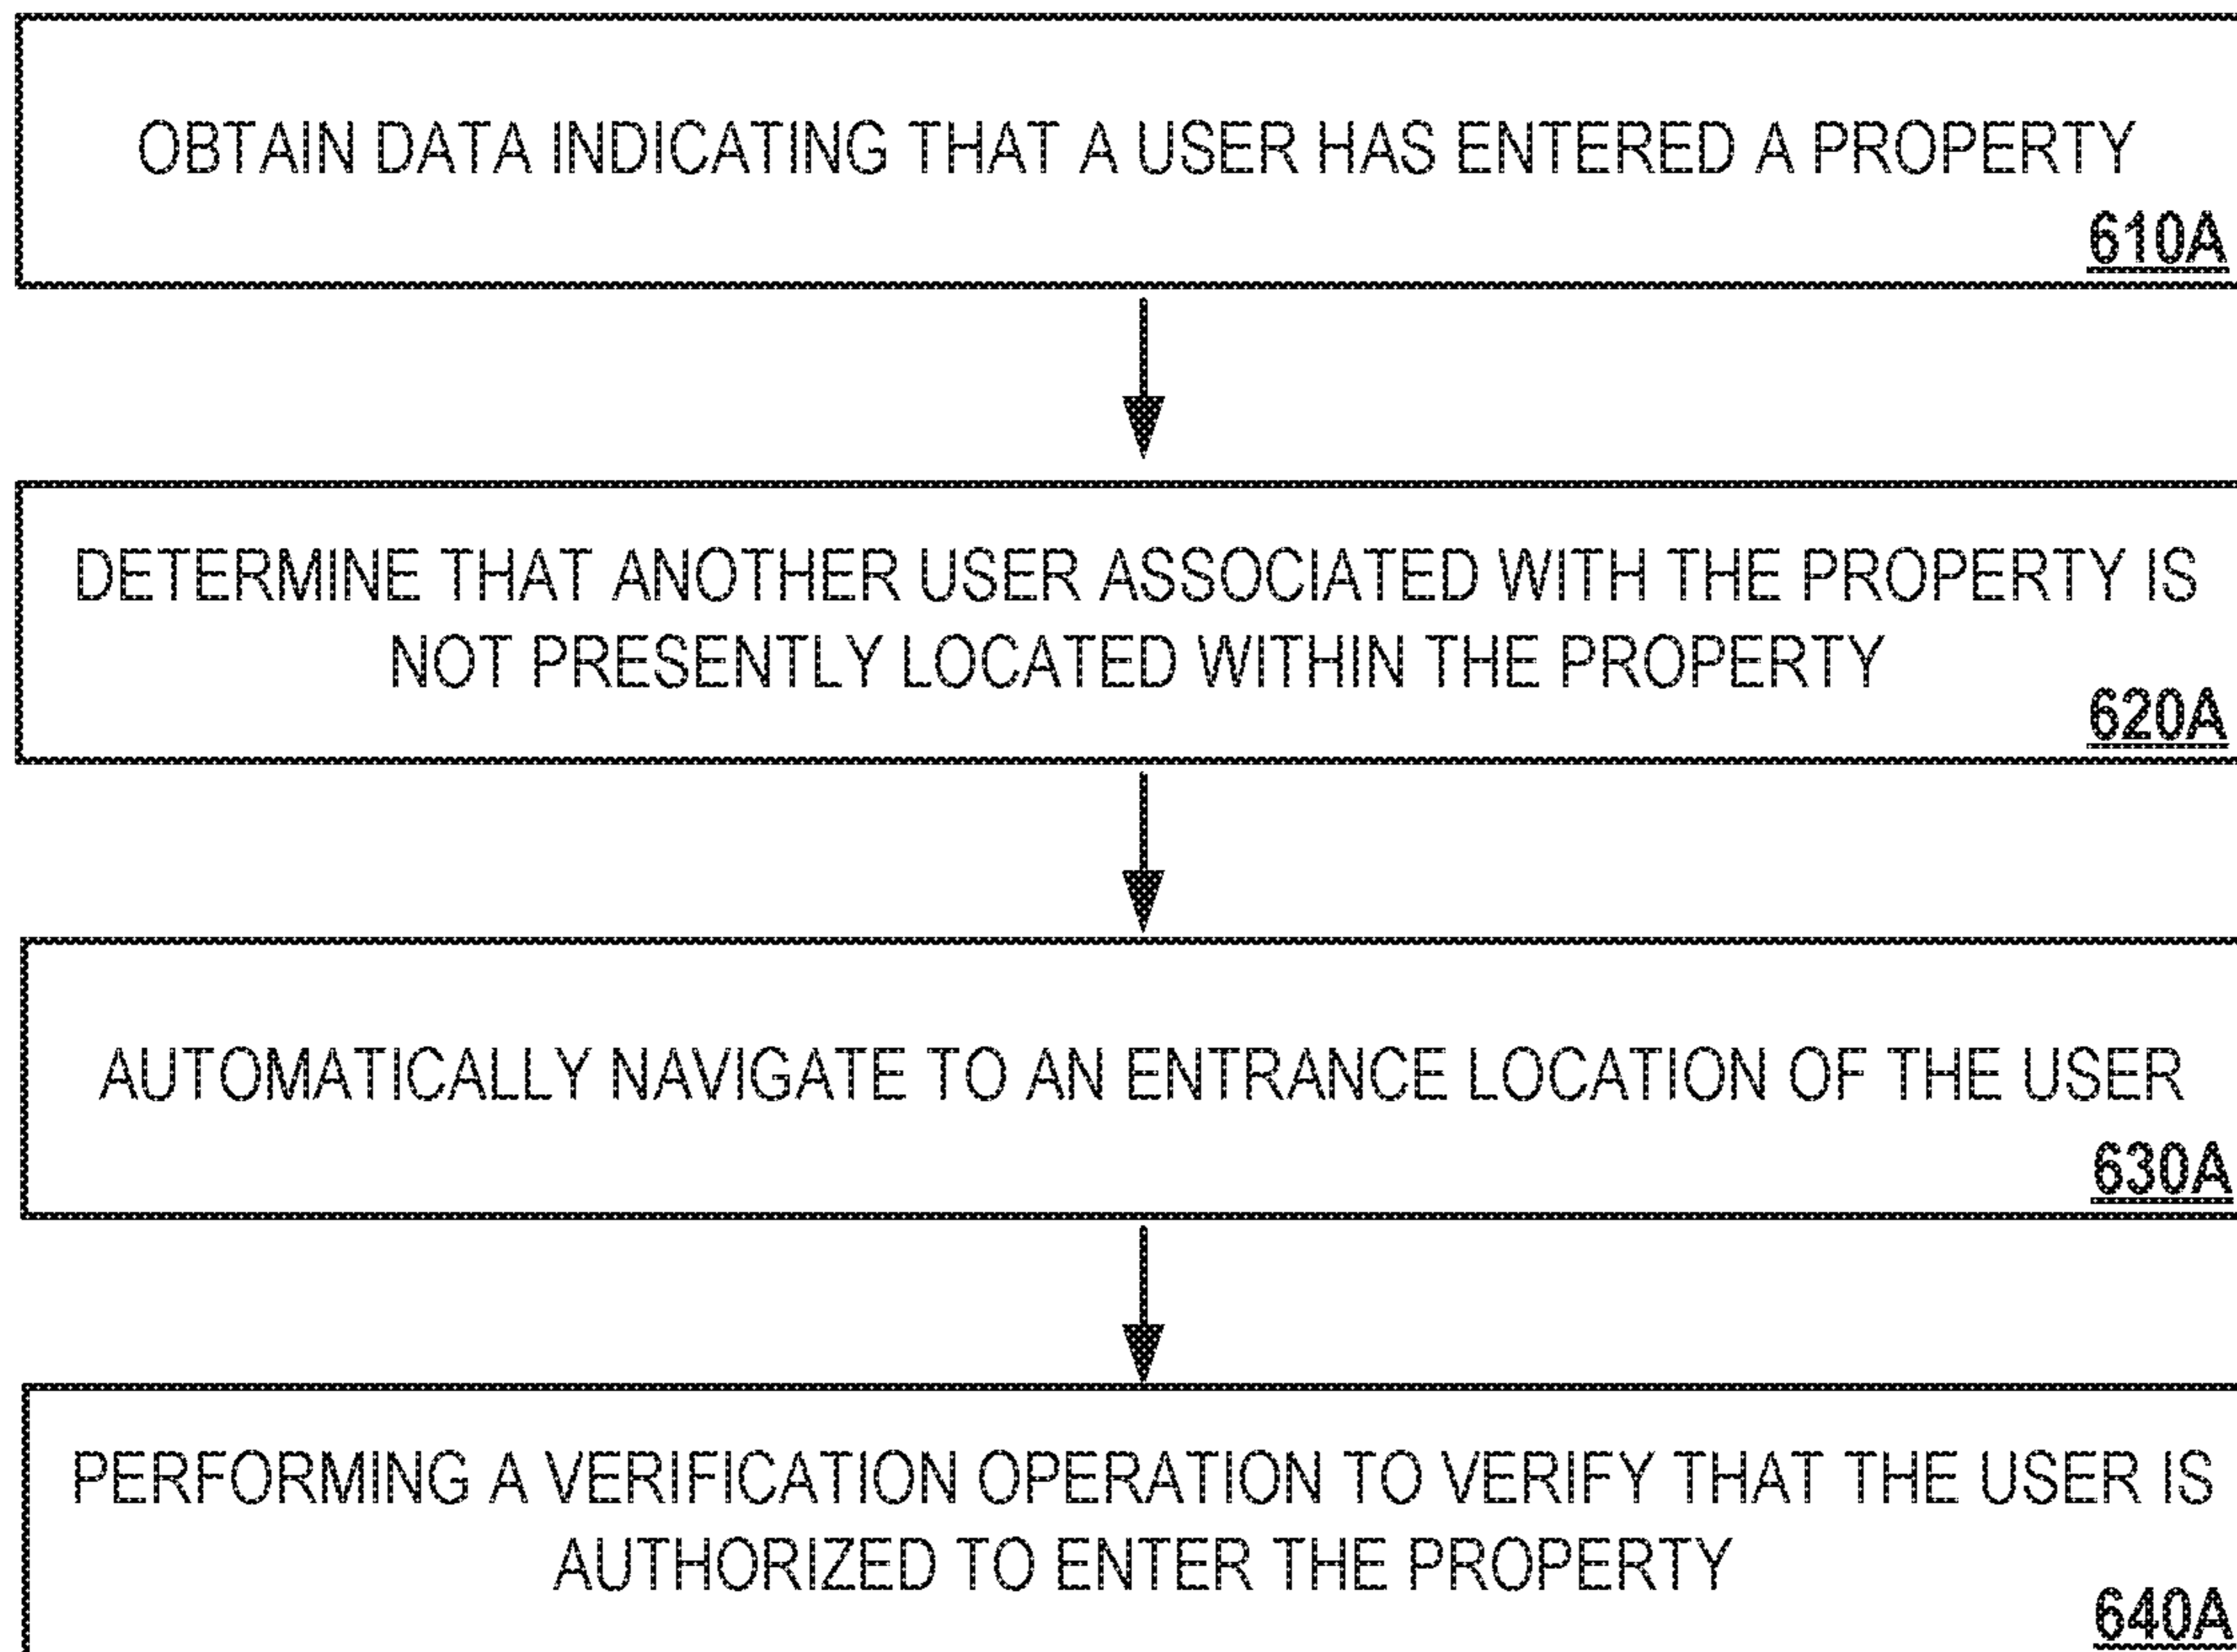 OBTAIN DATA INDICATING THAT A USER HAS ENTERED A PROPERTY
610A
DETERMINE THAT ANOTHER USER ASSOCIATED WITH THE PROPERTY IS
NOT PRESENTLY LOCATED WITHIN THE PROPERTY
620A
AUTOMATICALLY NAVIGATE TO AN ENTRANCE LOCATION OF THE USER
630A
PERFORMING A VERIFICATION OPERATION TO VERIFY THAT THE USER IS
AUTHORIZED TO ENTER THE PROPERTY
640A